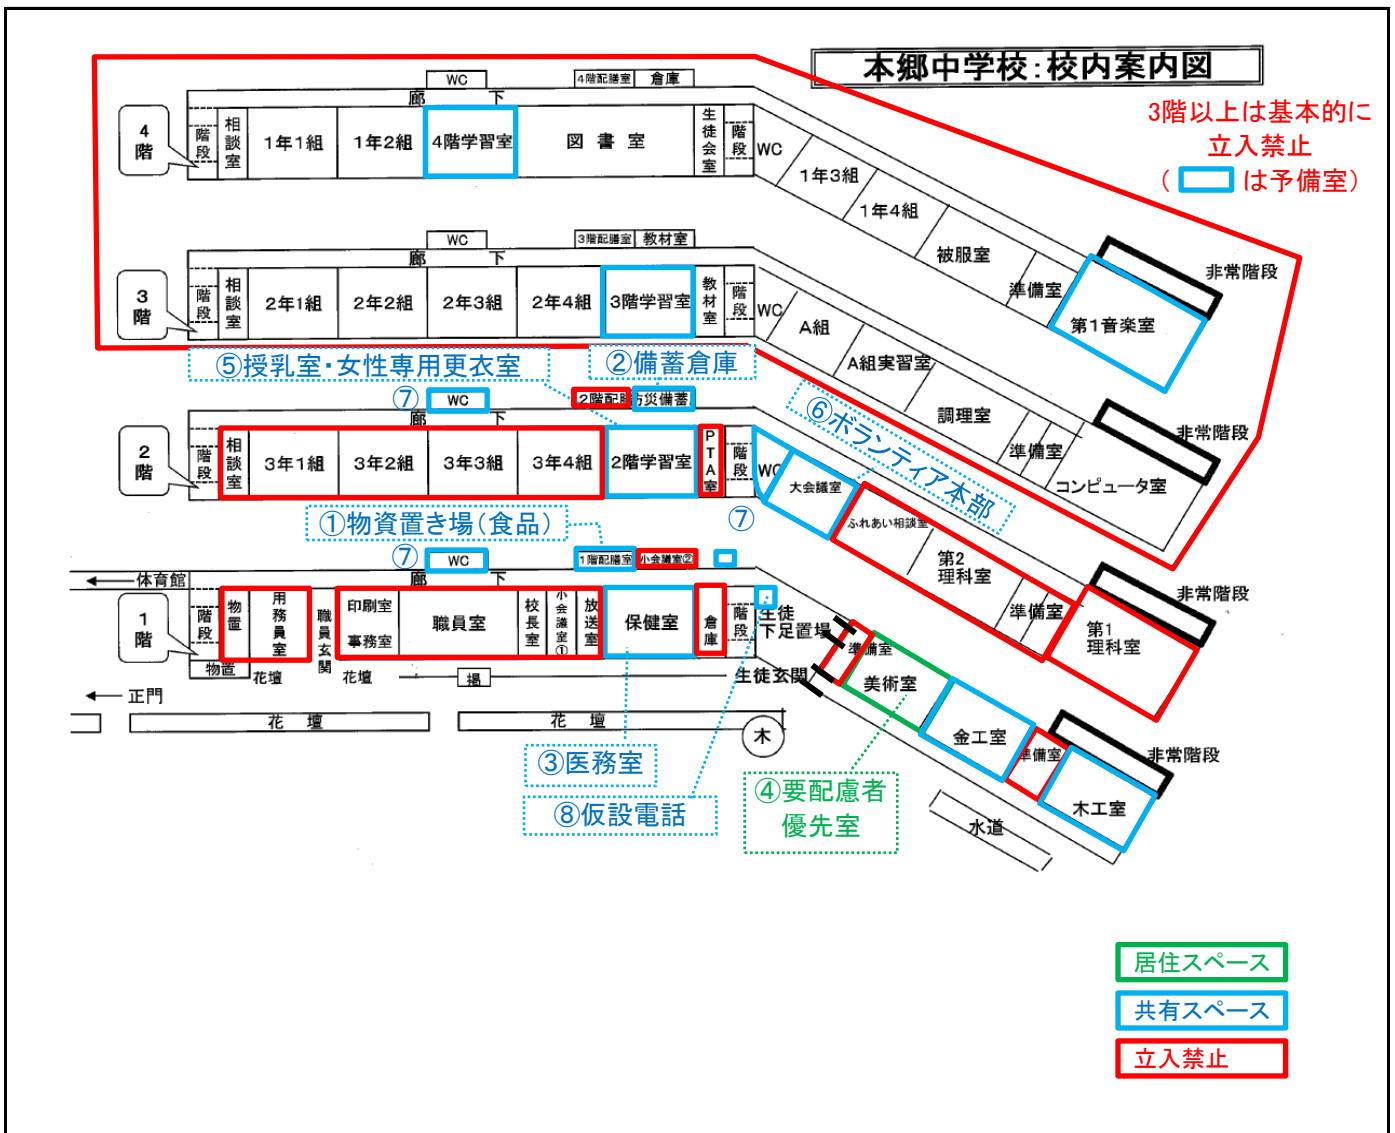 本郷中学校:校内案内図
3階以上は基本的に
立入禁止
( は予備室)
WC
4階配膳室
倉庫
廊 下
4
階
階段
相談室
1年1組
1年2組
4階学習室
図書室
生徒会室
階段
WC
1年3組
1年4組
被服室
準備室
第1音楽室
非常階段
WC
3階配膳室
教材室
廊 下
3
階
階段
相談室
2年1組
2年2組
2年3組
2年4組
3階学習室
教材室
階段
WC
A組
A組実習室
調理室
準備室
コンピュータ室
非常階段
⑤授乳室・女性専用更衣室
②備蓄倉庫
⑥ボランティア本部
⑦
WC
2階配膳
防災備蓄
廊 下
2
階
階段
相談室
3年1組
3年2組
3年3組
3年4組
2階学習室
PTA室
階段
WC
大会議室
ふれあい相談室
第2
理科室
準備室
第1
理科室
非常階段
⑦
①物資置き場(食品)
⑦
WC
1階配膳室
小会議室②
体育館
廊 下
1
階
階段
物置
用務員室
職員玄関
印刷室
事務室
職員室
校長室
小会議室①
放送室
保健室
倉庫
階段
生徒
下足置場
準備室
美術室
金工室
準備室
木工室
非常階段
物置
花壇
花壇
掲
生徒玄関
正門
花壇
花壇
木
水道
③医務室
⑧仮設電話
④要配慮者
優先室
居住スペース
共有スペース
立入禁止